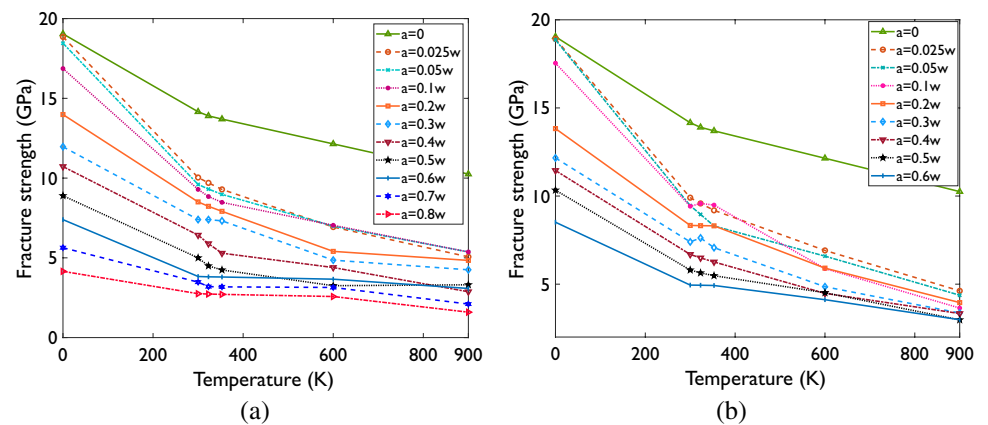 20
15
10
5
0
0
200
400
600
800
900
Fracture strength (GPa)
Temperature (K)
a=0
a=0.025w
a=0.05w
a=0.1w
a=0.2w
a=0.3w
a=0.4w
a=0.5w
a=0.6w
a=0.7w
a=0.8w
(a)
20
15
10
5
0
200
400
600
800
900
Fracture strength (GPa)
Temperature (K)
a=0
a=0.025w
a=0.05w
a=0.1w
a=0.2w
a=0.3w
a=0.4w
a=0.5w
a=0.6w
(b)